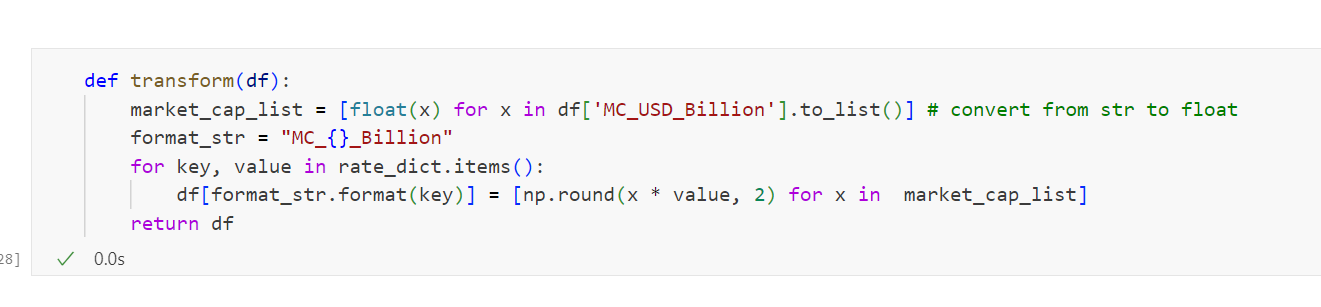 def transform(df):
    market_cap_list = [float(x) for x in df['MC_USD_Billion'].to_list()] # convert from str to float
    format_str = "MC_{}_Billion"
    for key, value in rate_dict.items():
        df[format_str.format(key)] = [np.round(x * value, 2) for x in  market_cap_list]
    return df
28] ✓ 0.0s